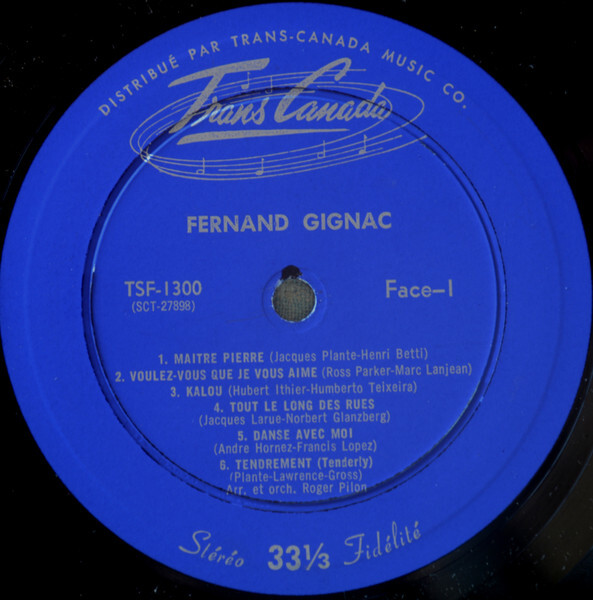 DISTRIBUÉ PAR TRANS-CANADA MUSIC CO.
Trans Canada
FERNAND GIGNAC
TSF-1300 Face-1
(SCT-27898)
1. MAITRE PIERRE (Jacques Plante-Henri Betti)
2. VOULEZ-VOUS QUE JE VOUS AIME (Ross Parker-Marc Lanjean)
3. KALOU (Hubert Ithier-Humberto Teixeira)
4. TOUT LE LONG DES RUES
(Jacques Larue-Norbert Glanzberg)
5. DANSE AVEC MOI
(Andre Hornez-Francis Lopez)
6. TENDREMENT (Tenderly)
(Plante-Lawrence-Gross)
Arr. et orch. Roger Pilon
Stéréo 33⅓ Fidélité